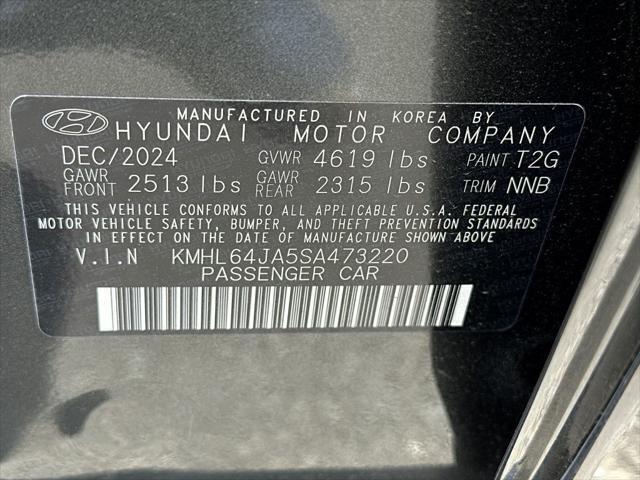 MANUFACTURED IN KOREA BY
HYUNDAI MOTOR COMPANY
DEC/2024 GVWR 4619 lbs PAINT T2G
GAWR FRONT 2513 lbs GAWR REAR 2315 lbs TRIM NNB
THIS VEHICLE CONFORMS TO ALL APPLICABLE U.S.A. FEDERAL
MOTOR VEHICLE SAFETY, BUMPER, AND THEFT PREVENTION STANDARDS
IN EFFECT ON THE DATE OF MANUFACTURE SHOWN ABOVE
V.I.N KMHL64JA5SA473220
PASSENGER CAR